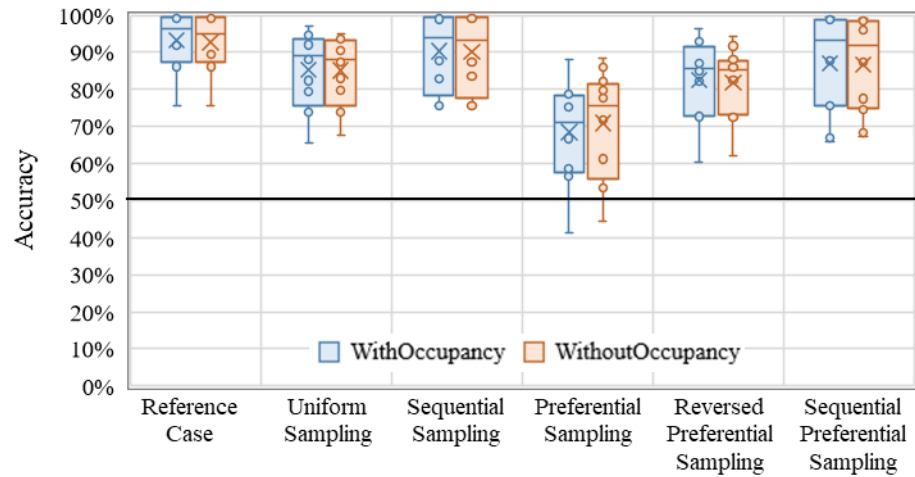 100%
90%
80%
70%
60%
50%
40%
30%
20%
10%
0%
Accuracy
WithOccupancy WithoutOccupancy
Reference
Case
Uniform
Sampling
Sequential
Sampling
Preferential
Sampling
Reversed
Preferential
Sampling
Sequential
Preferential
Sampling